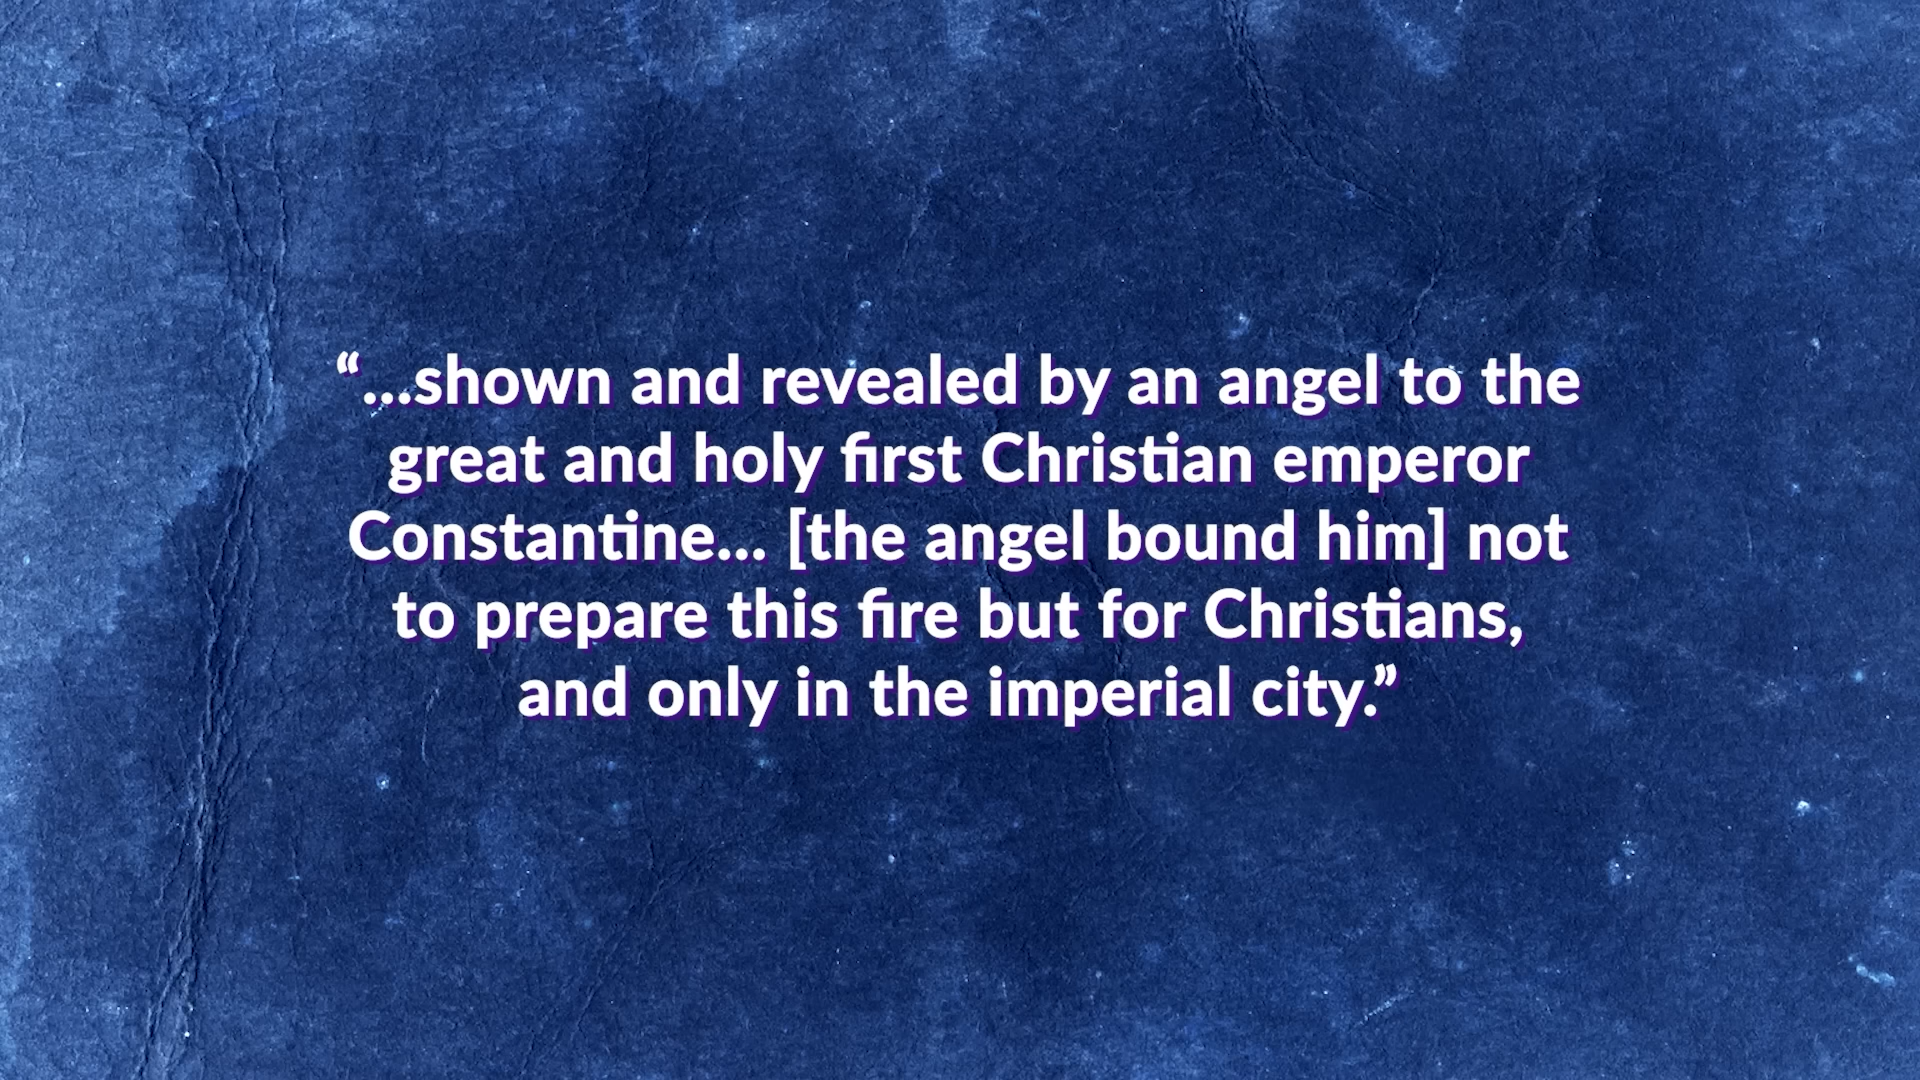 “...shown and revealed by an angel to the
great and holy first Christian emperor
Constantine... [the angel bound him] not
to prepare this fire but for Christians,
and only in the imperial city.”